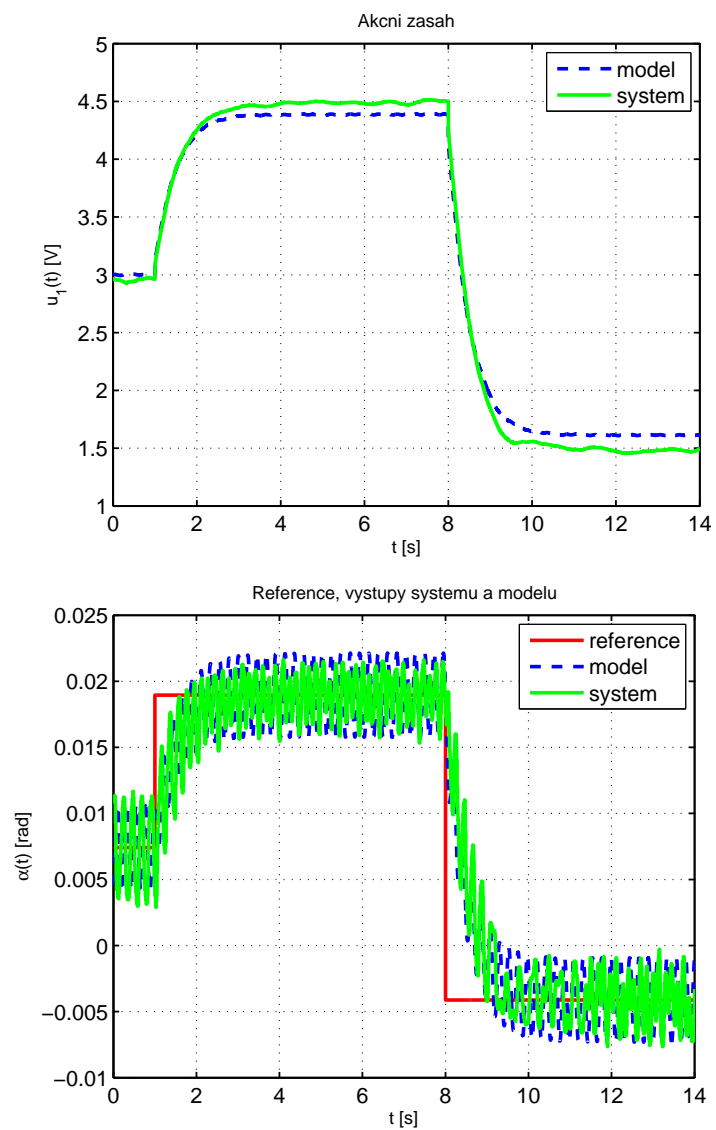 Akcni zasah
5
4.5
4
3.5
3
2.5
2
1.5
1
u1(t) [V]
model
system
0 2 4 6 8 10 12 14
t [s]
Reference, vystupy systemu a modelu
0.025
0.02
0.015
0.01
0.005
0
−0.005
−0.01
α(t) [rad]
reference
model
system
0 2 4 6 8 10 12 14
t [s]